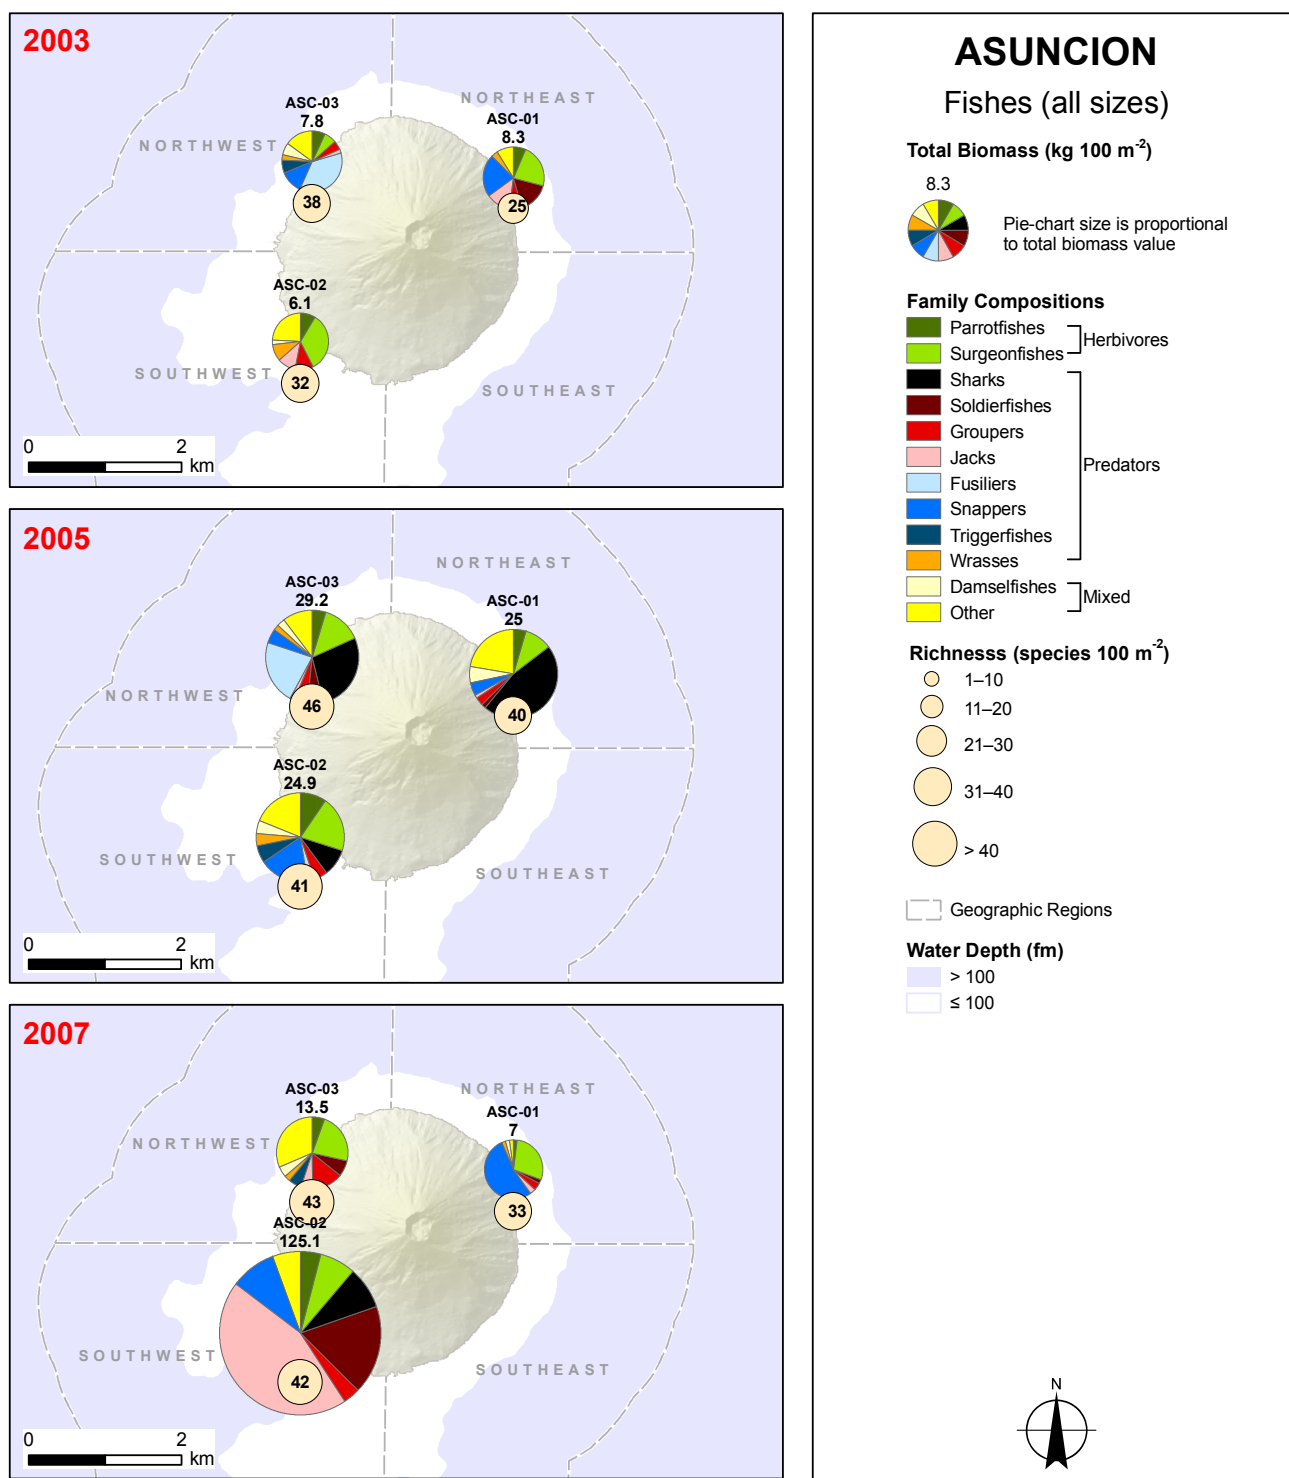 2003
ASC-03
7.8
NORTHEAST
ASC-01
8.3
NORTHWEST
38
25
ASC-02
6.1
SOUTHWEST
32
SOUTHEAST
0 2
km
2005
NORTHEAST
ASC-03
29.2
ASC-01
25
NORTHWEST
46
40
ASC-02
24.9
SOUTHWEST
41
SOUTHEAST
0 2
km
2007
ASC-03
13.5
NORTHEAST
ASC-01
7
NORTHWEST
43
33
ASC-02
125.1
SOUTHWEST
42
SOUTHEAST
0 2
km
ASUNCION
Fishes (all sizes)
Total Biomass (kg 100 m⁻²)
8.3
Pie-chart size is proportional
to total biomass value
Family Compositions
Parrotfishes
Herbivores
Surgeonfishes
Sharks
Soldierfishes
Groupers
Jacks
Predators
Fusiliers
Snappers
Triggerfishes
Wrasses
Damselfishes
Mixed
Other
Richnesss (species 100 m⁻²)
1–10
11–20
21–30
31–40
> 40
Geographic Regions
Water Depth (fm)
> 100
≤ 100
N